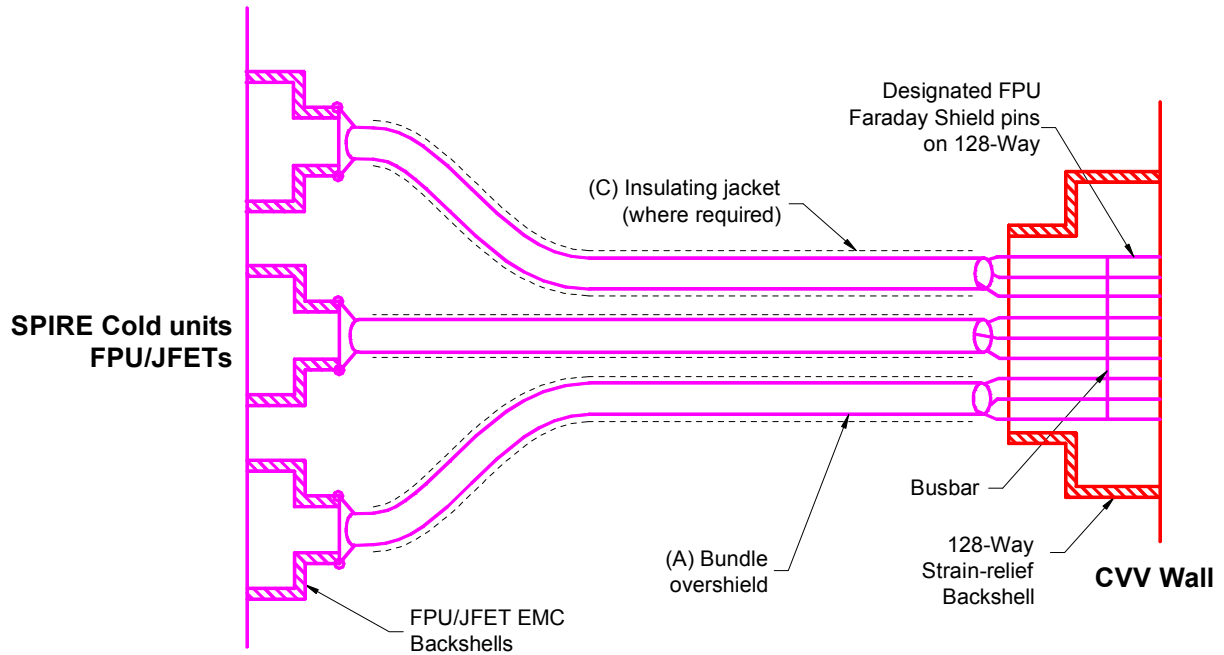 Designated FPU
Faraday Shield pins
on 128-Way
(C) Insulating jacket
(where required)
SPIRE Cold units
FPU/JFETs
Busbar
(A) Bundle
overshield
128-Way
Strain-relief
Backshell
CVV Wall
FPU/JFET EMC
Backshells